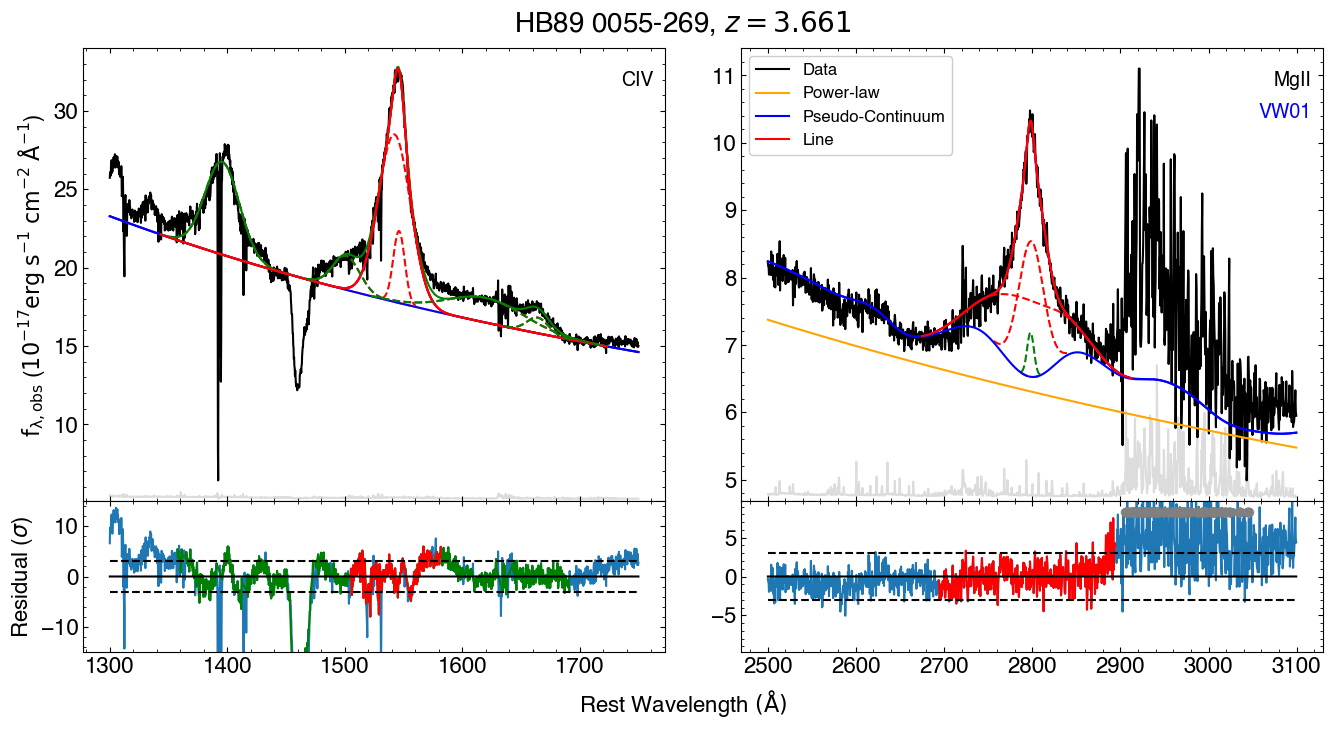 HB89 0055-269, z = 3.661
CIV
f_λ,obs (10^−17 erg s^−1 cm^−2 Å^−1)
30
25
20
15
10
Residual (σ)
10
0
−10
1300 1400 1500 1600 1700
Data
Power-law
Pseudo-Continuum
Line
MgII
VW01
11
10
9
8
7
6
5
5
0
−5
2500 2600 2700 2800 2900 3000 3100
Rest Wavelength (Å)